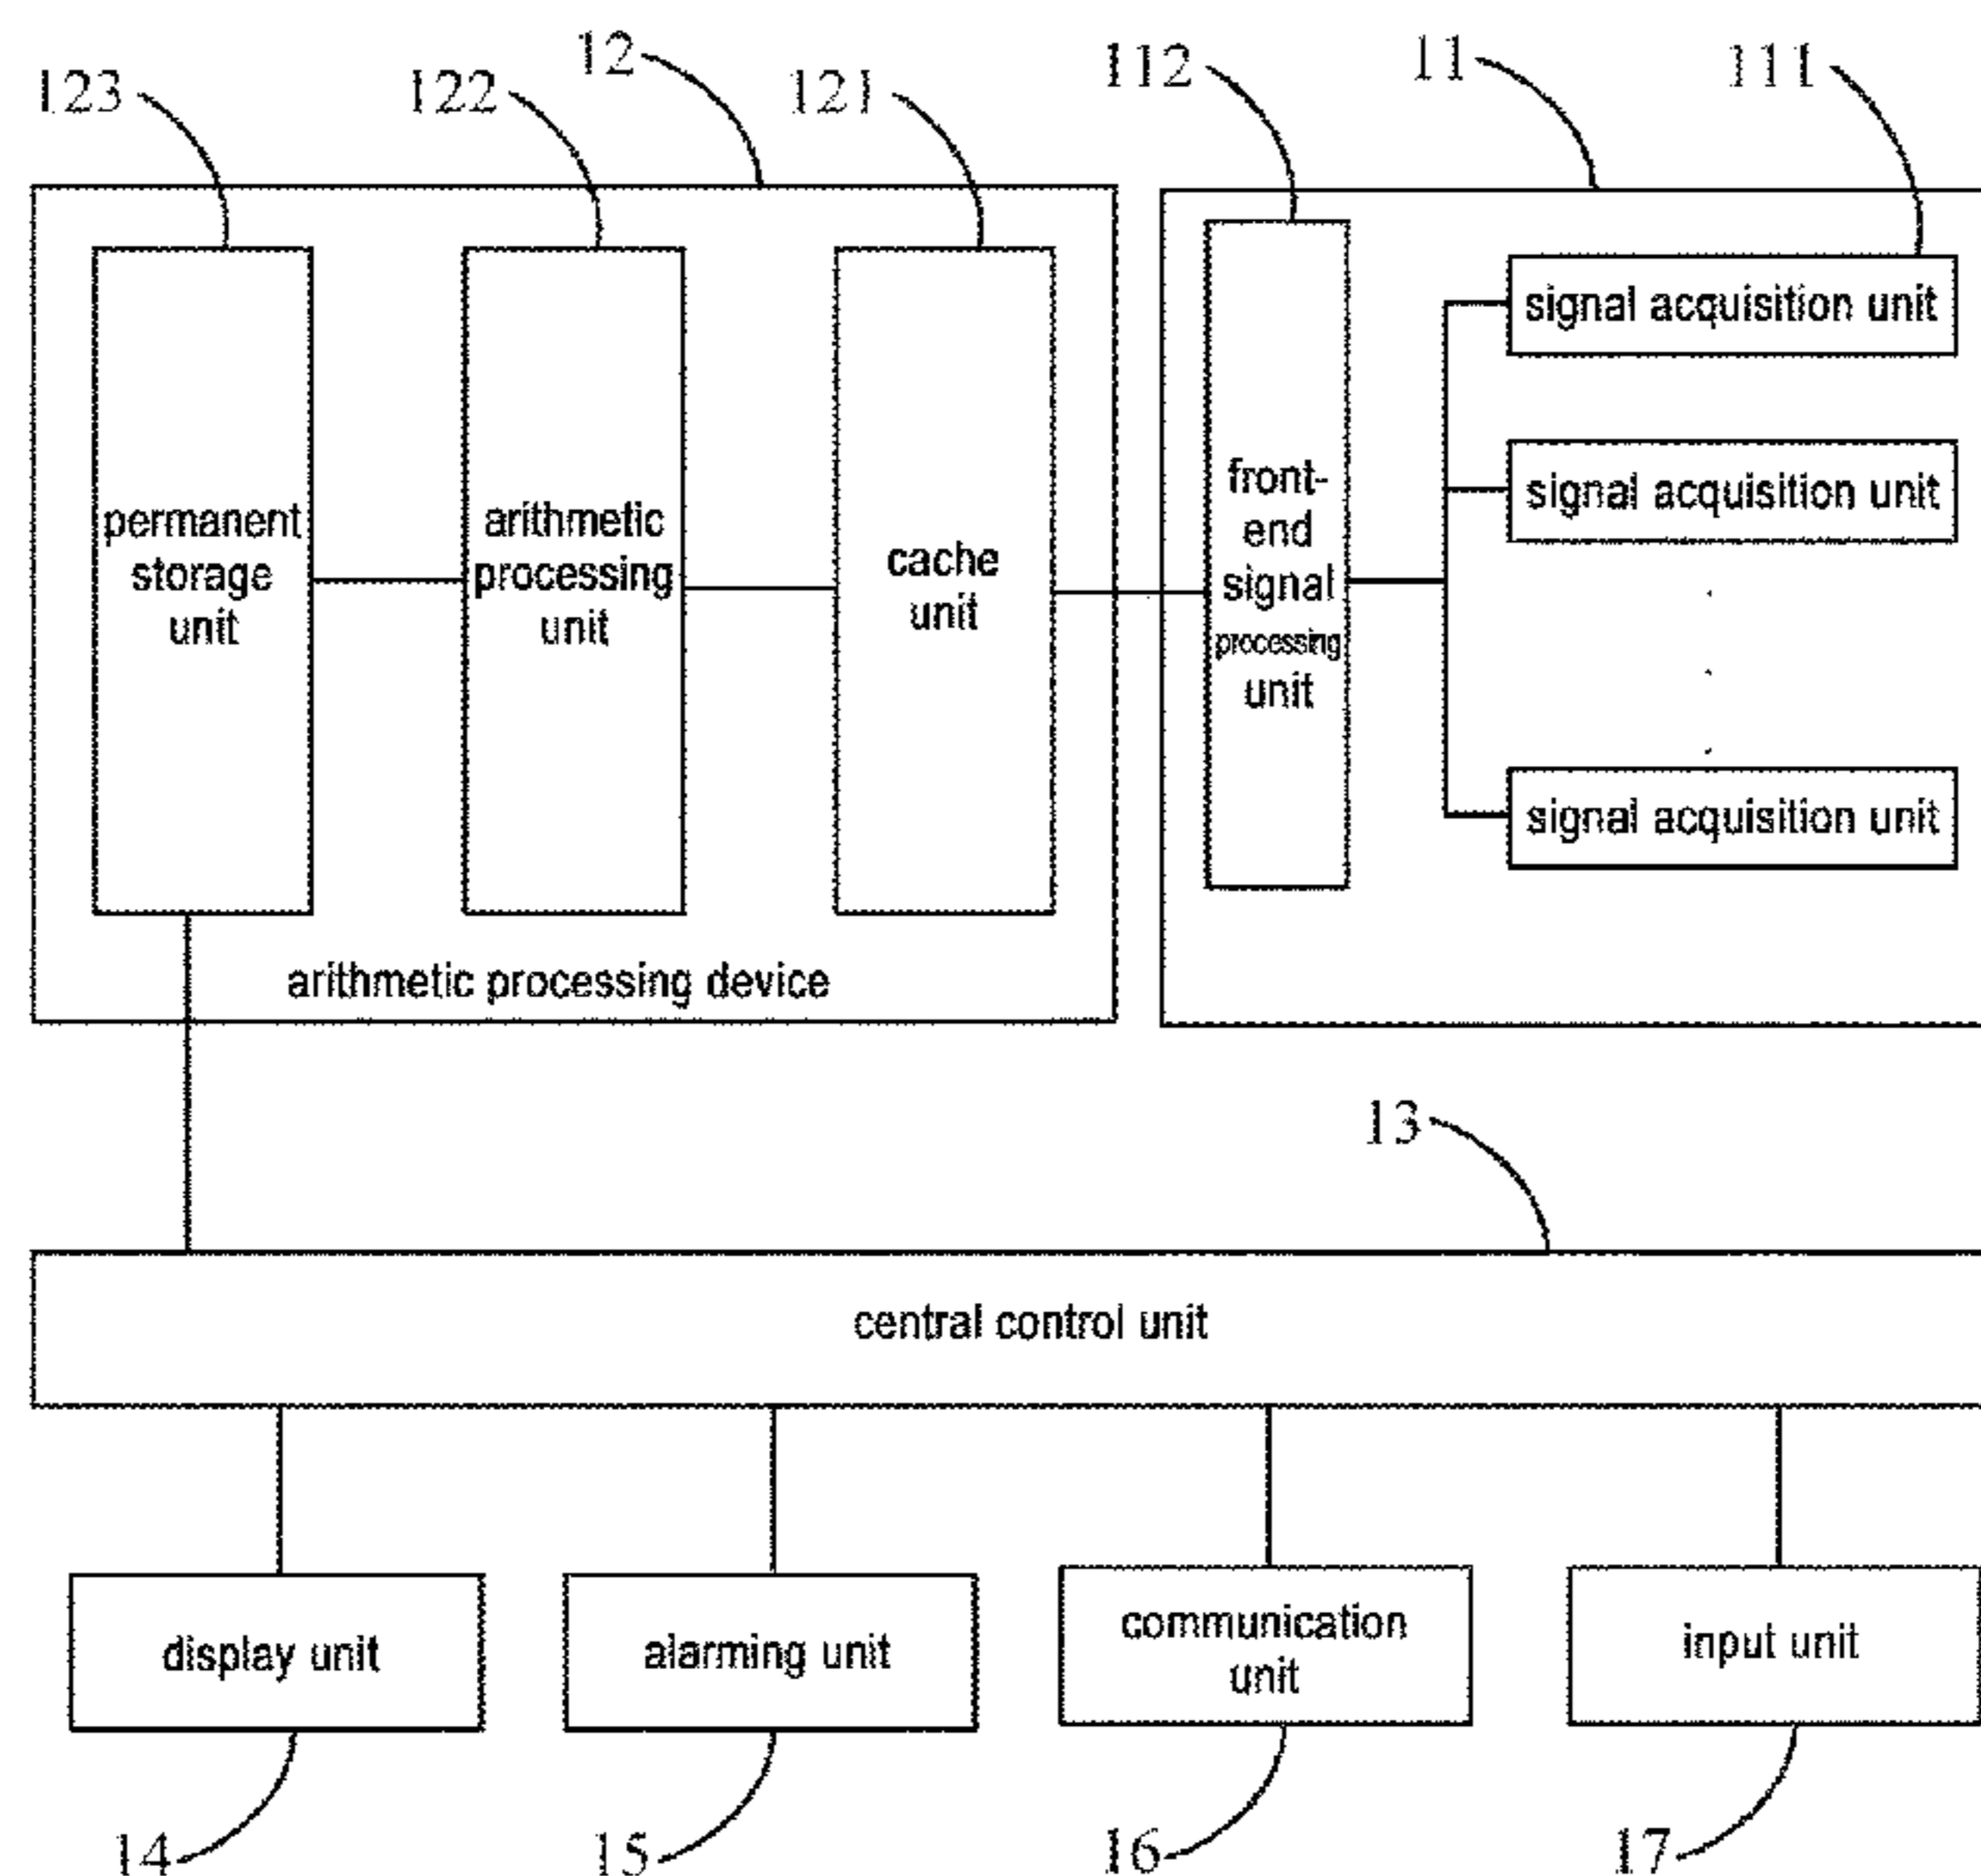 12
112
11
111
123
122
121
signal acquisition unit
signal acquisition unit
signal acquisition unit
permanent
storage
unit
arithmetic
processing
unit
cache
unit
front-
end
signal
processing
unit
arithmetic processing device
13
central control unit
display unit
alarming unit
communication
unit
input unit
14
15
16
17